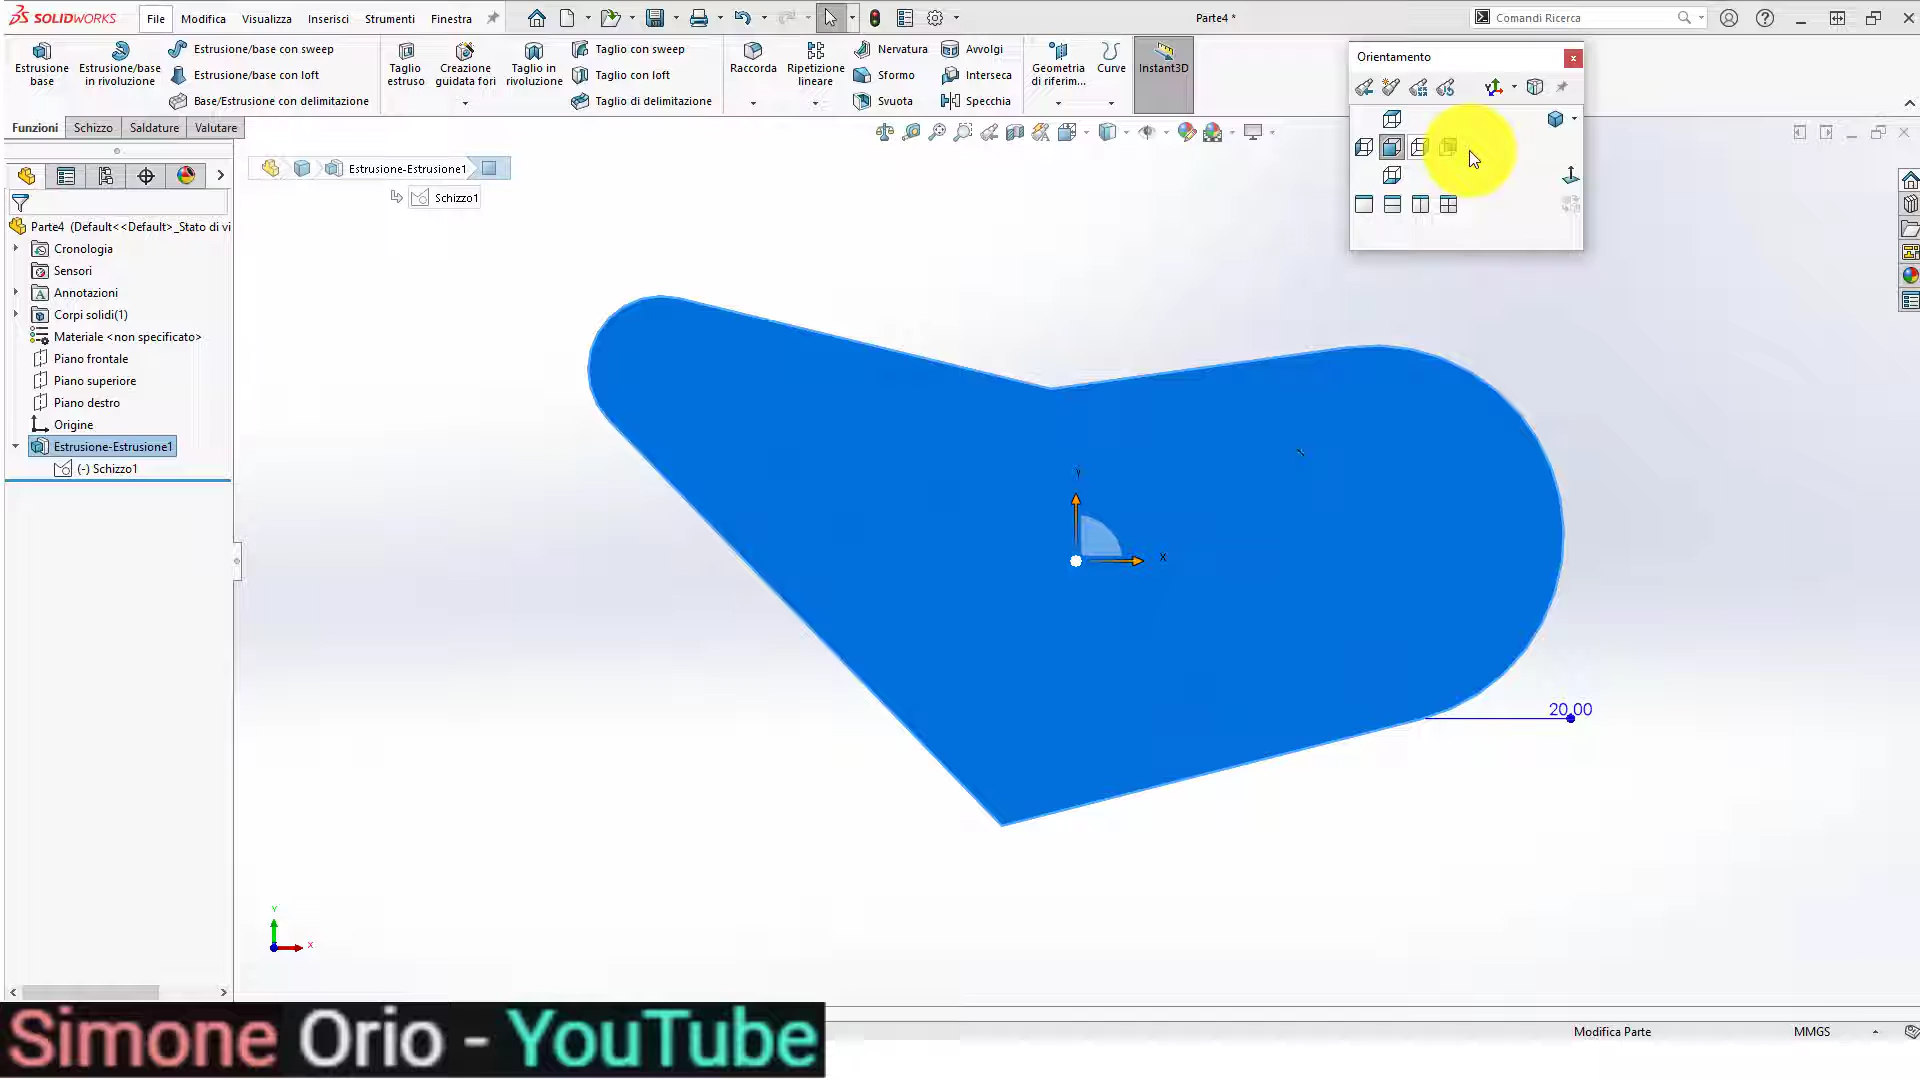 SOLIDWORKS File Modifica Visualizza Inserisci Strumenti Finestra Parte4 * Comandi Ricerca
Estrusione base
Estrusione/base in rivoluzione
Estrusione/base con sweep
Estrusione/base con loft
Base/Estrusione con delimitazione
Taglio estruso
Creazione guidata fori
Taglio in rivoluzione
Taglio con sweep
Taglio con loft
Taglio di delimitazione
Raccorda
Ripetizione lineare
Nervatura
Sformo
Svuota
Avvolgi
Interseca
Specchia
Geometria di riferim...
Curve
Instant3D
Orientamento
Funzioni Schizzo Saldature Valutare
Estrusione-Estrusione1
Schizzo1
Parte4 (Default<<Default>_Stato di vi
Cronologia
Sensori
Annotazioni
Corpi solidi(1)
Materiale <non specificato>
Piano frontale
Piano superiore
Piano destro
Origine
Estrusione-Estrusione1
(-) Schizzo1
Y
X
20.00
Y
X
Simone Orio - YouTube
Modifica Parte MMGS